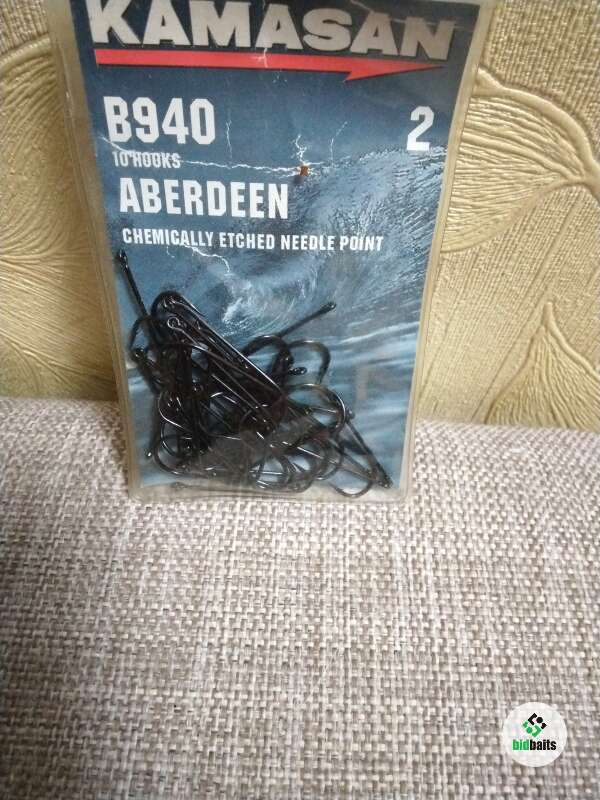 KAMASAN
B940
2
10 HOOKS
ABERDEEN
CHEMICALLY ETCHED NEEDLE POINT
bidbaits